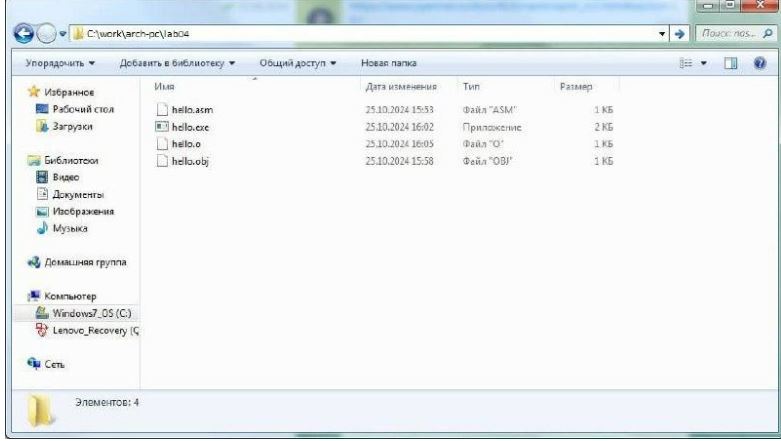 C:\work\arch-pc\lab04
Поиск: лаб...
Упорядочить Добавить в библиотеку Общий доступ Новая папка
Избранное
Рабочий стол
Загрузки
Библиотеки
Видео
Документы
Изображения
Музыка
Домашняя группа
Компьютер
Windows7_OS (C:)
Lenovo_Recovery (Q
Сеть
Имя Дата изменения Тип Размер
hello.asm 25.10.2024 15:53 Файл "ASM" 1 КБ
hello.exe 25.10.2024 16:02 Приложение 2 КБ
hello.o 25.10.2024 16:05 Файл "O" 1 КБ
hello.obj 25.10.2024 15:58 Файл "OBJ" 1 КБ
Элементов: 4